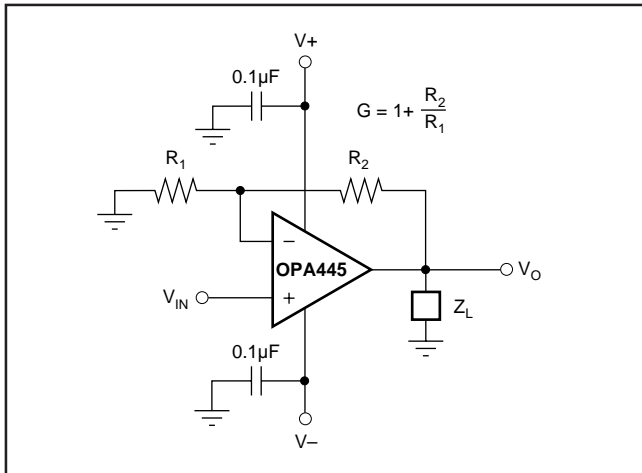 V+
0.1µF
G = 1+ R2/R1
R1
R2
–
OPA445
+
VIN
VO
ZL
0.1µF
V–